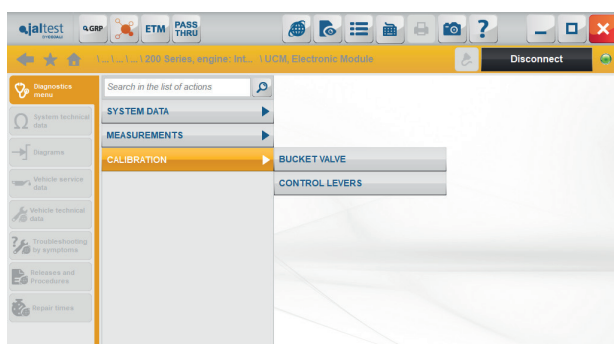 jaltest
GRP
ETM
PASS
THRU
?
\...\...\...\ 200 Series, engine: Int... \ UCM, Electronic Module
Disconnect
Diagnostics
menu
Search in the list of actions
System technical
data
SYSTEM DATA
MEASUREMENTS
Diagrams
CALIBRATION
BUCKET VALVE
CONTROL LEVERS
Vehicle service
data
Vehicle technical
data
Troubleshooting
by symptoms
Releases and
Procedures
Repair times